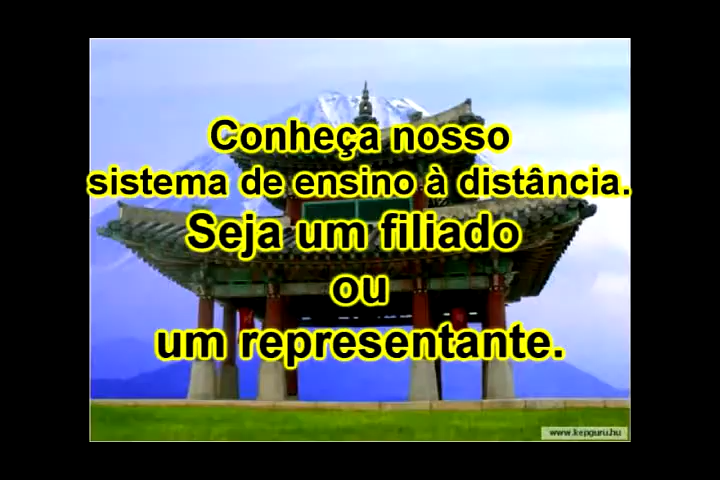 Conheça nosso
sistema de ensino à distância.
Seja um filiado
ou
um representante.
www.kepguru.hu